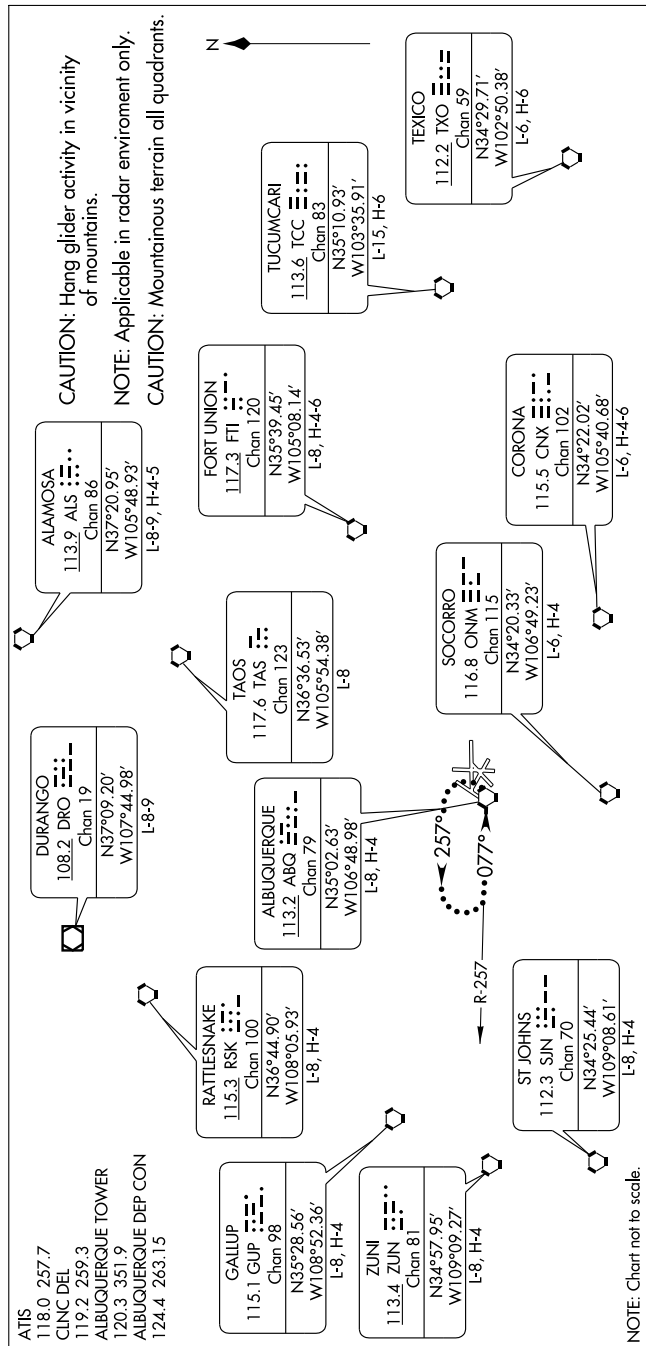 ATIS
118.0 257.7
CLNC DEL
119.2 259.3
ALBUQUERQUE TOWER
120.3 351.9
ALBUQUERQUE DEP CON
124.4 263.15
DURANGO
108.2 DRO
Chan 19
N37°09.20'
W107°44.98'
L-8-9
ALAMOSA
113.9 ALS
Chan 86
N37°20.95'
W105°48.93'
L-8-9, H-4-5
CAUTION: Hang glider activity in vicinity
of mountains.
NOTE: Applicable in radar enviroment only.
CAUTION: Mountainous terrain all quadrants.
N
RATTLESNAKE
115.3 RSK
Chan 100
N36°44.90'
W108°05.93'
L-8, H-4
TAOS
117.6 TAS
Chan 123
N36°36.53'
W105°54.38'
L-8
FORT UNION
117.3 FTI
Chan 120
N35°39.45'
W105°08.14'
L-8, H-4-6
TUCUMCARI
113.6 TCC
Chan 83
N35°10.93'
W103°35.91'
L-15, H-6
GALLUP
115.1 GUP
Chan 98
N35°28.56'
W108°52.36'
L-8, H-4
ALBUQUERQUE
113.2 ABQ
Chan 79
N35°02.63'
W106°48.98'
L-8, H-4
TEXICO
112.2 TXO
Chan 59
N34°29.71'
W102°50.38'
L-6, H-6
ZUNI
113.4 ZUN
Chan 81
N34°57.95'
W109°09.27'
L-8, H-4
257°
077°
R-257
SOCORRO
116.8 ONM
Chan 115
N34°20.33'
W106°49.23'
L-6, H-4
CORONA
115.5 CNX
Chan 102
N34°22.02'
W105°40.68'
L-6, H-4-6
ST JOHNS
112.3 SJN
Chan 70
N34°25.44'
W109°08.61'
L-8, H-4
NOTE: Chart not to scale.